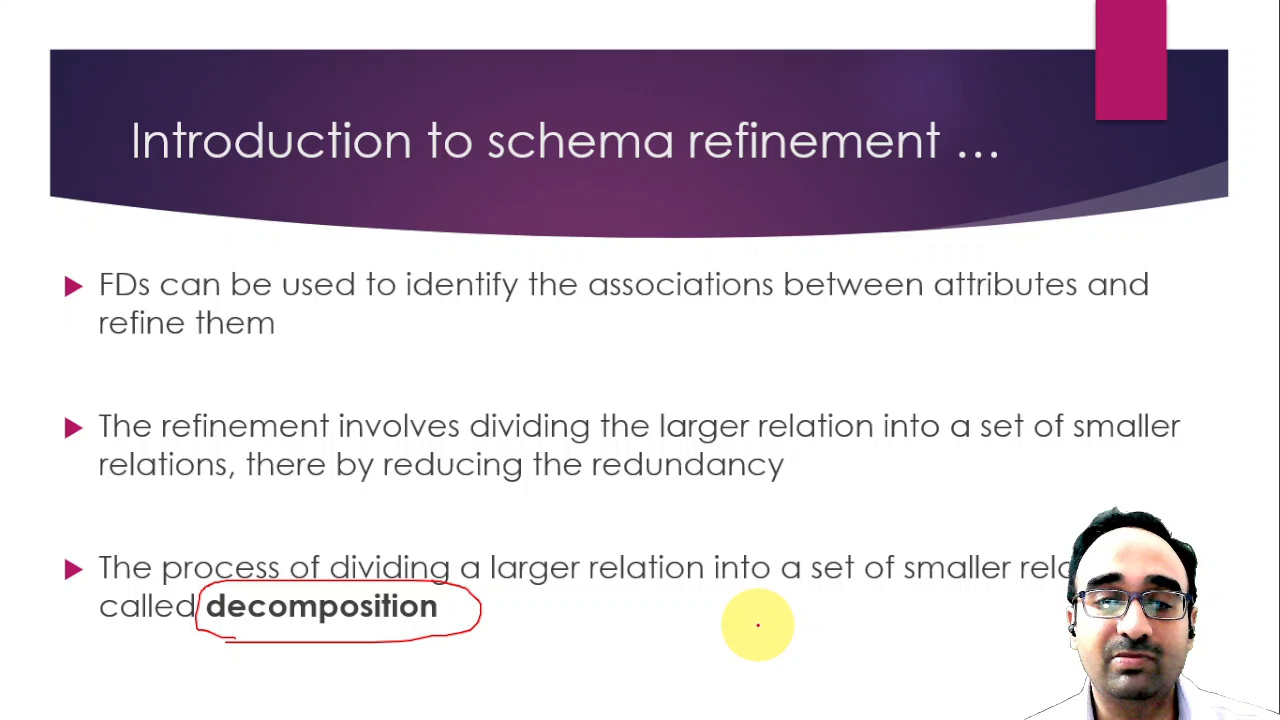 Introduction to schema refinement ...
FDs can be used to identify the associations between attributes and
refine them
The refinement involves dividing the larger relation into a set of smaller
relations, there by reducing the redundancy
The process of dividing a larger relation into a set of smaller
called decomposition